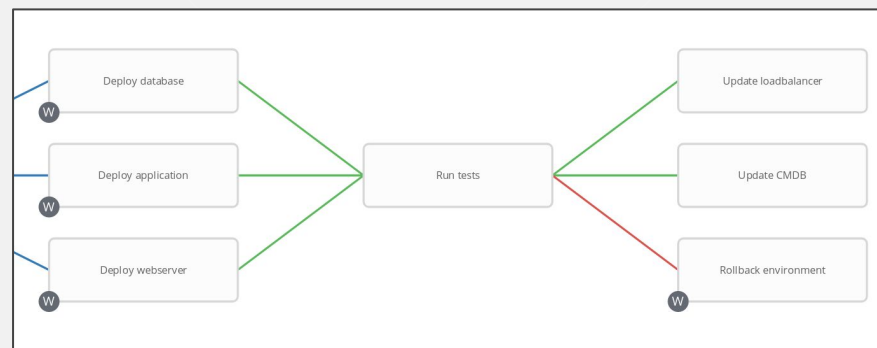 Deploy database
W
Deploy application
W
Deploy webserver
W
Run tests
Update loadbalancer
Update CMDB
Rollback environment
W